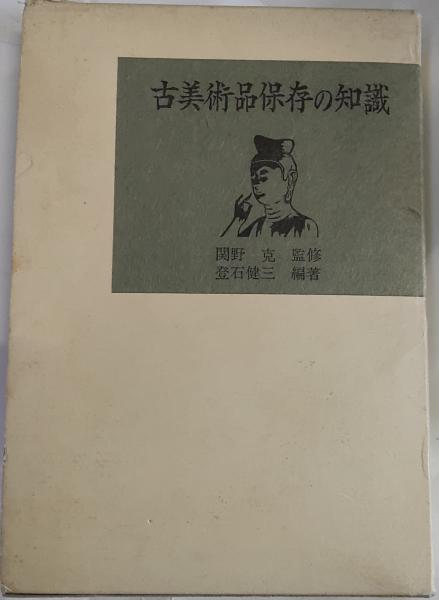 古美術品保存の知識
関野 克 監修
登石健三 編著